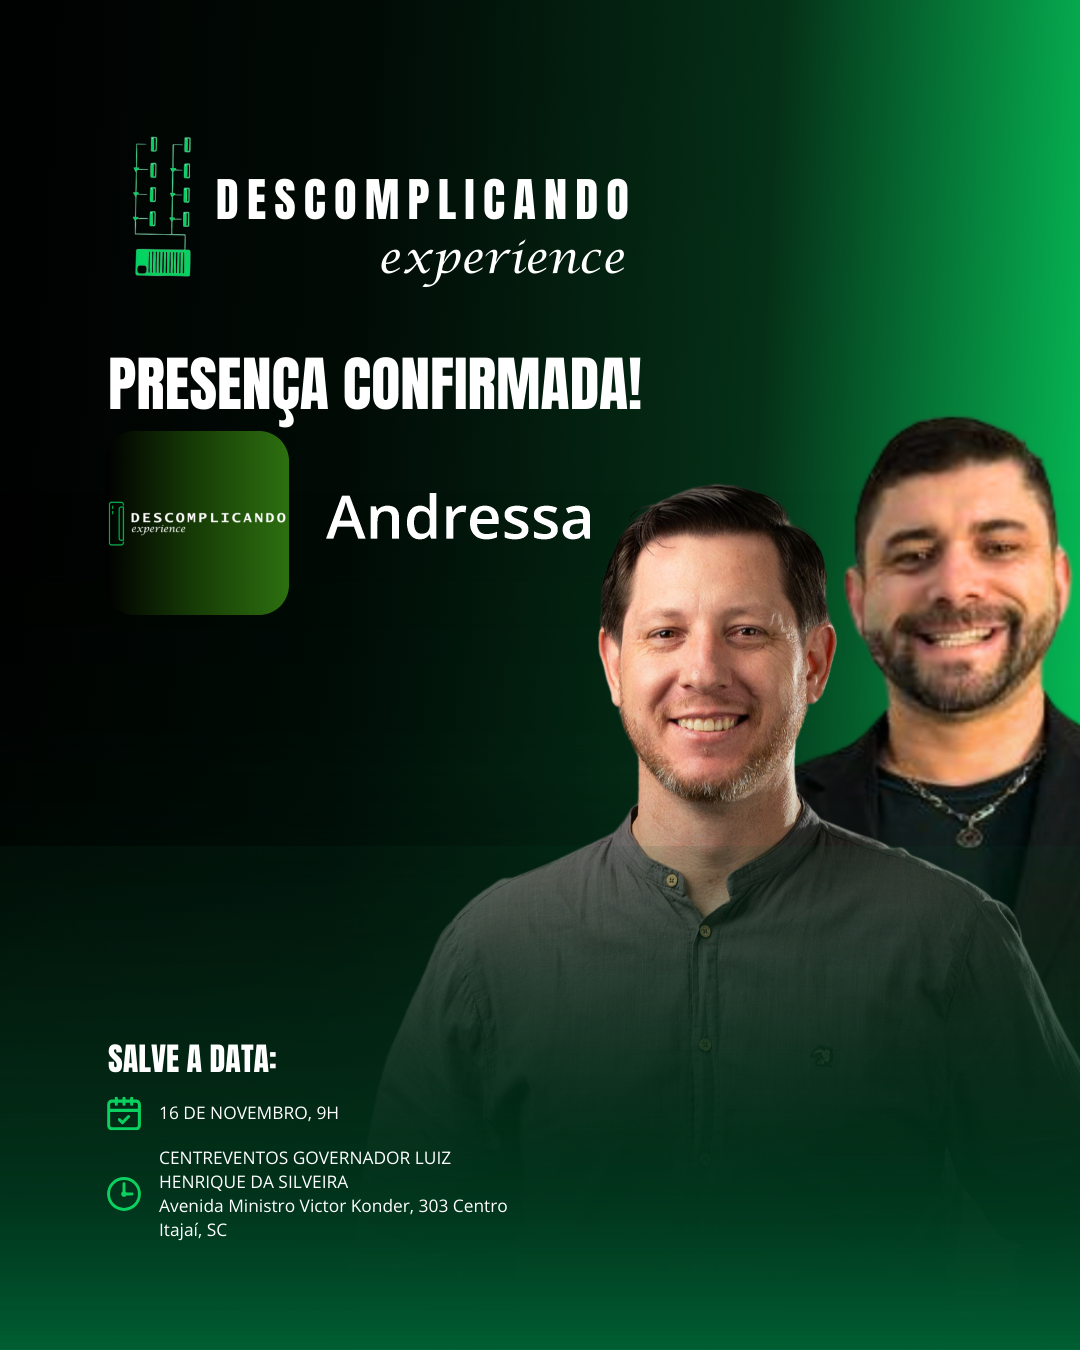 DESCOMPLICANDO
experience
PRESENÇA CONFIRMADA!
DESCOMPLICANDO
experience
Andressa
SALVE A DATA:
16 DE NOVEMBRO, 9H
CENTREVENTOS GOVERNADOR LUIZ
HENRIQUE DA SILVEIRA
Avenida Ministro Victor Konder, 303 Centro
Itajaí, SC